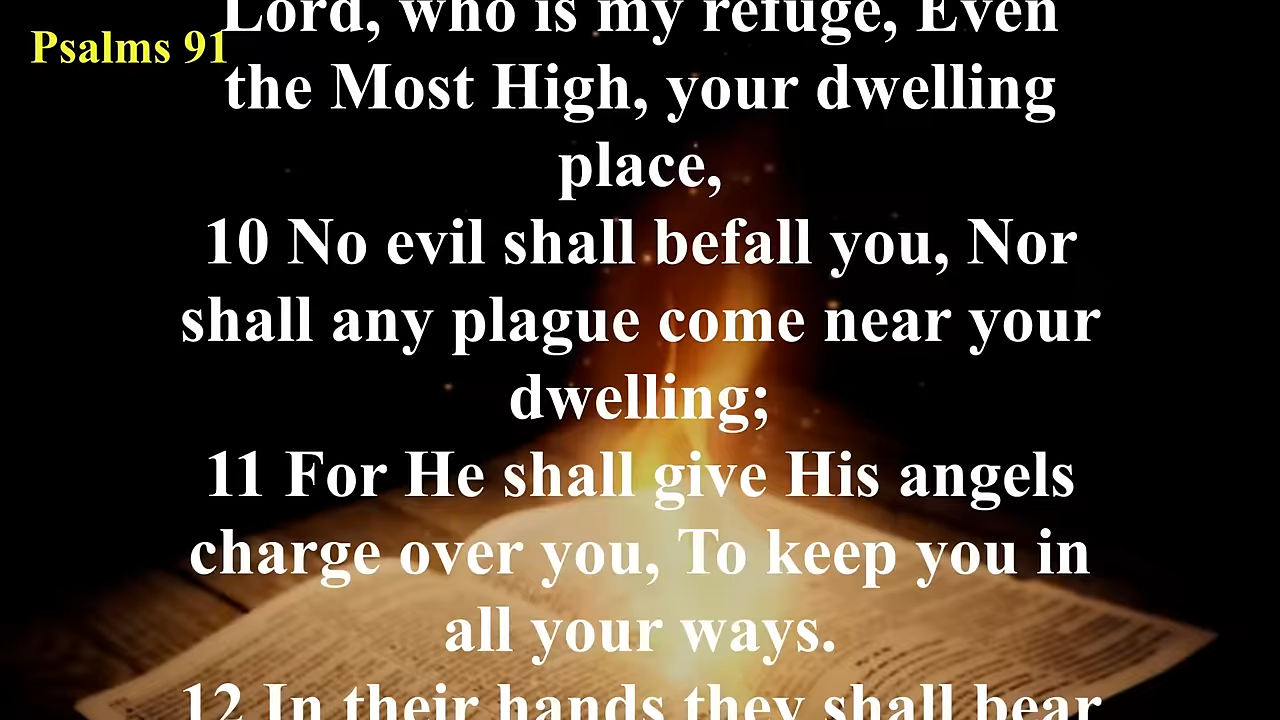 Psalms 91
Lord, who is my refuge, Even
the Most High, your dwelling
place,
10 No evil shall befall you, Nor
shall any plague come near your
dwelling;
11 For He shall give His angels
charge over you, To keep you in
all your ways.
12 In their hands they shall bear